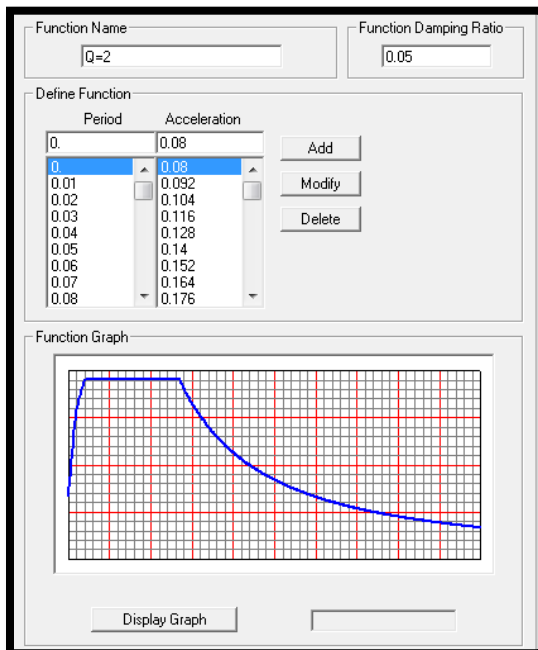 Function Name
Function Damping Ratio
Q=2
0.05
Define Function
Period Acceleration
0. 0.08
Add
0. 0.08
0.01 0.092
Modify
0.02 0.104
0.03 0.116
Delete
0.04 0.128
0.05 0.14
0.06 0.152
0.07 0.164
0.08 0.176
Function Graph
Display Graph